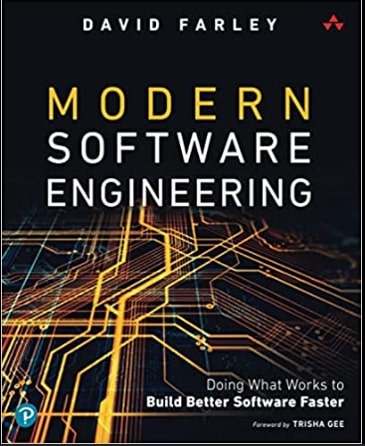 DAVID FARLEY
MODERN
SOFTWARE
ENGINEERING
Doing What Works to
Build Better Software Faster
Foreword by TRISHA GEE
P